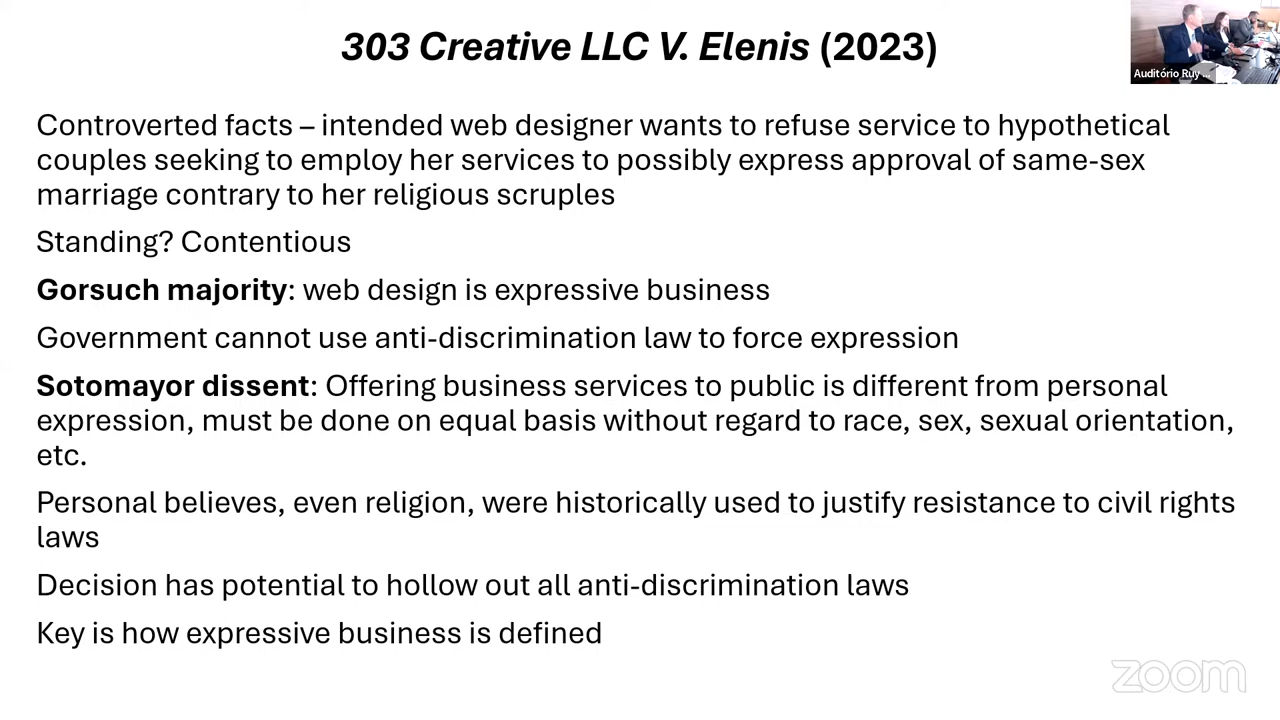 303 Creative LLC V. Elenis (2023)
Auditório Ruy ...
Controverted facts – intended web designer wants to refuse service to hypothetical
couples seeking to employ her services to possibly express approval of same-sex
marriage contrary to her religious scruples
Standing? Contentious
Gorsuch majority: web design is expressive business
Government cannot use anti-discrimination law to force expression
Sotomayor dissent: Offering business services to public is different from personal
expression, must be done on equal basis without regard to race, sex, sexual orientation,
etc.
Personal believes, even religion, were historically used to justify resistance to civil rights
laws
Decision has potential to hollow out all anti-discrimination laws
Key is how expressive business is defined
zoom